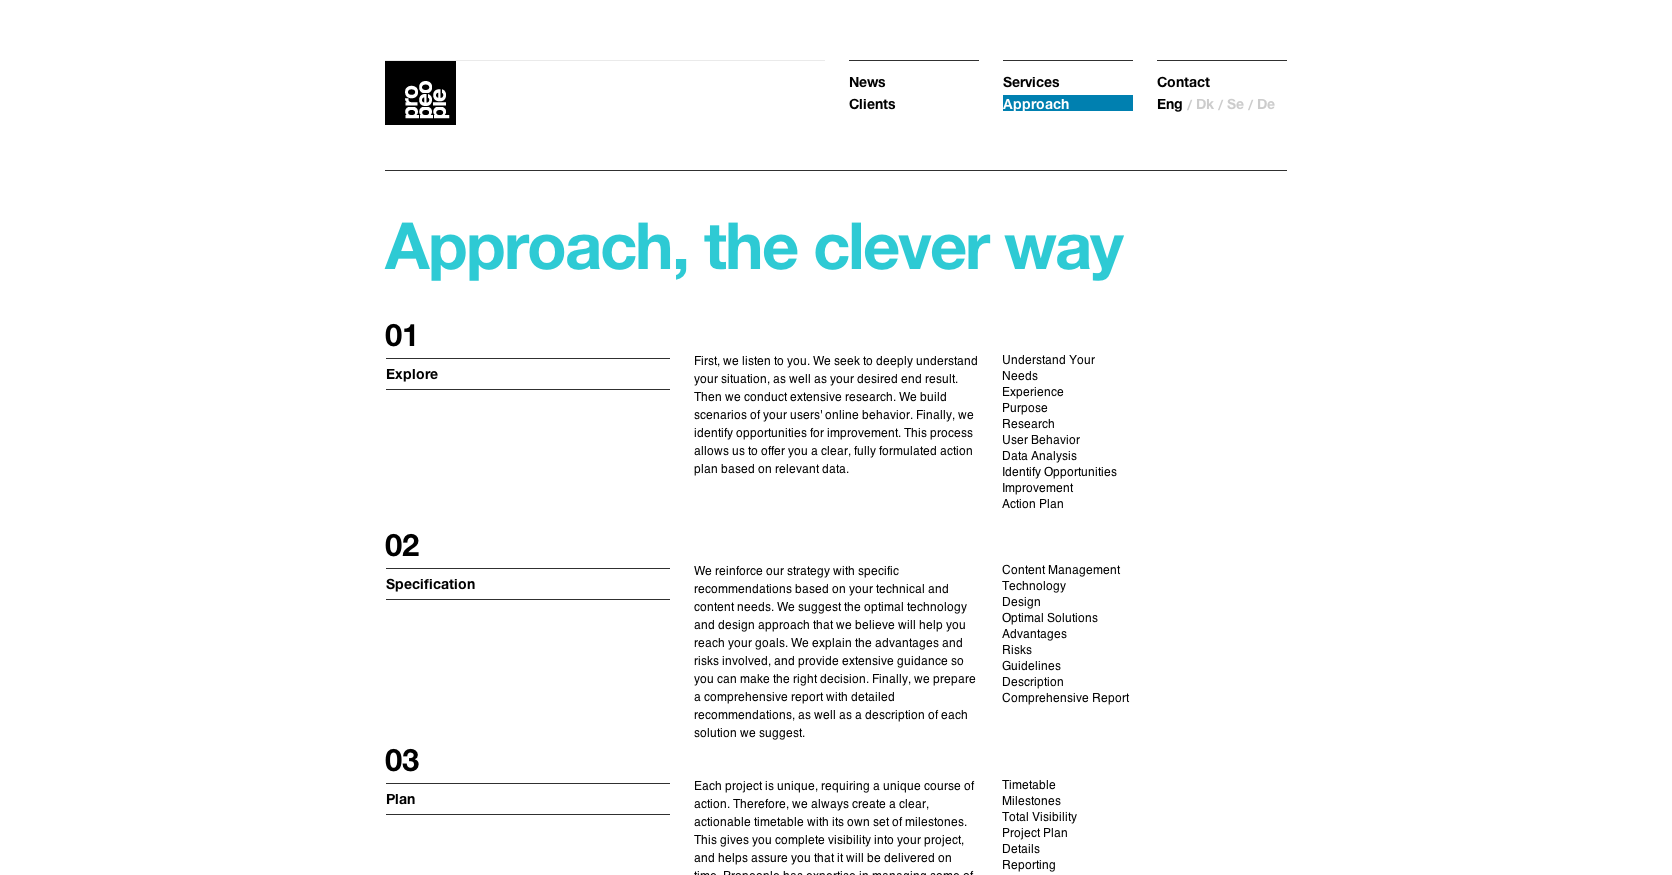 pro
peo
ple
News
Clients
Services
Approach
Contact
Eng / Dk / Se / De
Approach, the clever way
01
Explore
First, we listen to you. We seek to deeply understand
your situation, as well as your desired end result.
Then we conduct extensive research. We build
scenarios of your users' online behavior. Finally, we
identify opportunities for improvement. This process
allows us to offer you a clear, fully formulated action
plan based on relevant data.
Understand Your
Needs
Experience
Purpose
Research
User Behavior
Data Analysis
Identify Opportunities
Improvement
Action Plan
02
Specification
We reinforce our strategy with specific
recommendations based on your technical and
content needs. We suggest the optimal technology
and design approach that we believe will help you
reach your goals. We explain the advantages and
risks involved, and provide extensive guidance so
you can make the right decision. Finally, we prepare
a comprehensive report with detailed
recommendations, as well as a description of each
solution we suggest.
Content Management
Technology
Design
Optimal Solutions
Advantages
Risks
Guidelines
Description
Comprehensive Report
03
Plan
Each project is unique, requiring a unique course of
action. Therefore, we always create a clear,
actionable timetable with its own set of milestones.
This gives you complete visibility into your project,
and helps assure you that it will be delivered on
time. Propeople has expertise in managing some of
Timetable
Milestones
Total Visibility
Project Plan
Details
Reporting